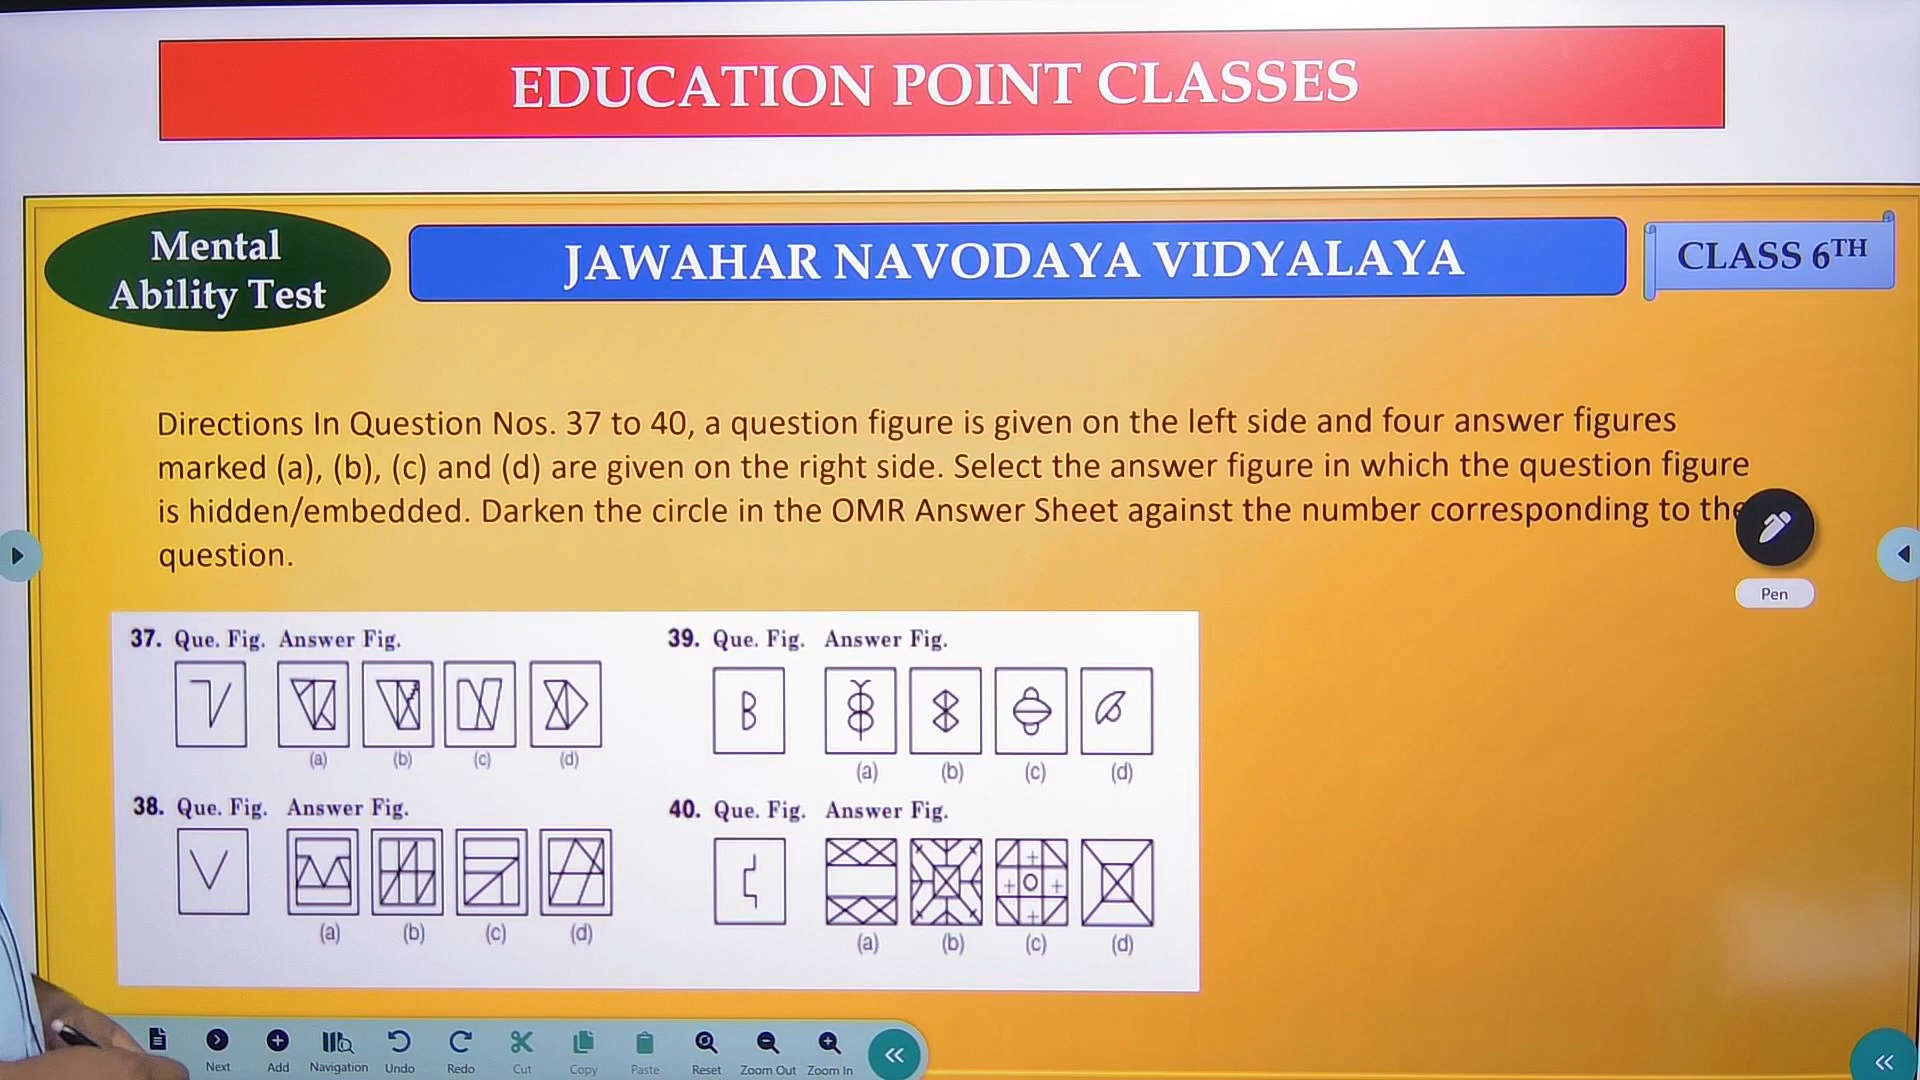 EDUCATION POINT CLASSES
Mental
Ability Test
JAWAHAR NAVODAYA VIDYALAYA
CLASS 6TH
Directions In Question Nos. 37 to 40, a question figure is given on the left side and four answer figures
marked (a), (b), (c) and (d) are given on the right side. Select the answer figure in which the question figure
is hidden/embedded. Darken the circle in the OMR Answer Sheet against the number corresponding to the
question.
Pen
37. Que. Fig. Answer Fig.
(a) (b) (c) (d)
38. Que. Fig. Answer Fig.
(a) (b) (c) (d)
39. Que. Fig. Answer Fig.
(a) (b) (c) (d)
40. Que. Fig. Answer Fig.
(a) (b) (c) (d)
Next Add Navigation Undo Redo Cut Copy Paste Reset Zoom Out Zoom In